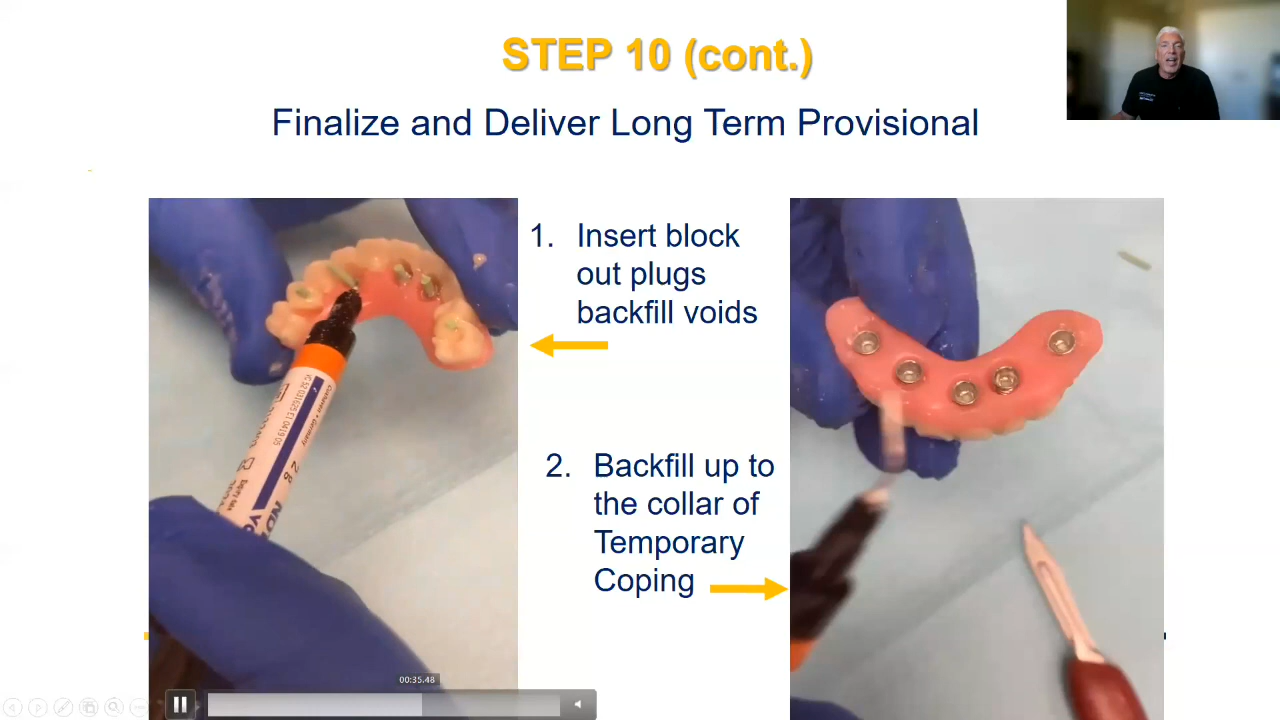 STEP 10 (cont.)
Finalize and Deliver Long Term Provisional
1. Insert block
out plugs
backfill voids
2. Backfill up to
the collar of
Temporary
Coping
00:35.48